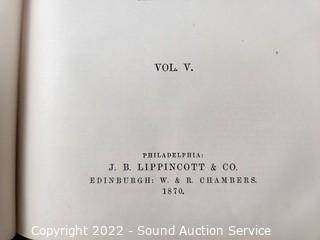 VOL. V.
PHILADELPHIA:
J. B. LIPPINCOTT & CO.
EDINBURGH: W. & R. CHAMBERS.
1870.
Copyright 2022 - Sound Auction Service